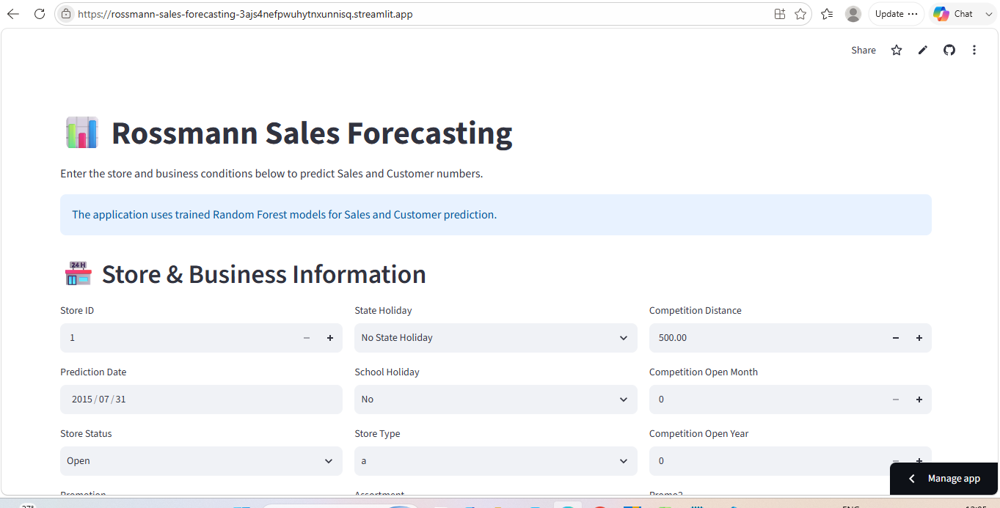 https://rossmann-sales-forecasting-3ajs4nefpwuhytnxunnisq.streamlit.app
Update
Chat
Share
Rossmann Sales Forecasting
Enter the store and business conditions below to predict Sales and Customer numbers.
The application uses trained Random Forest models for Sales and Customer prediction.
24 H
Store & Business Information
Store ID
State Holiday
Competition Distance
1
No State Holiday
500.00
Prediction Date
School Holiday
Competition Open Month
2015 / 07 / 31
No
0
Store Status
Store Type
Competition Open Year
Open
a
0
Manage app
Promotion
Assortment
Promo2